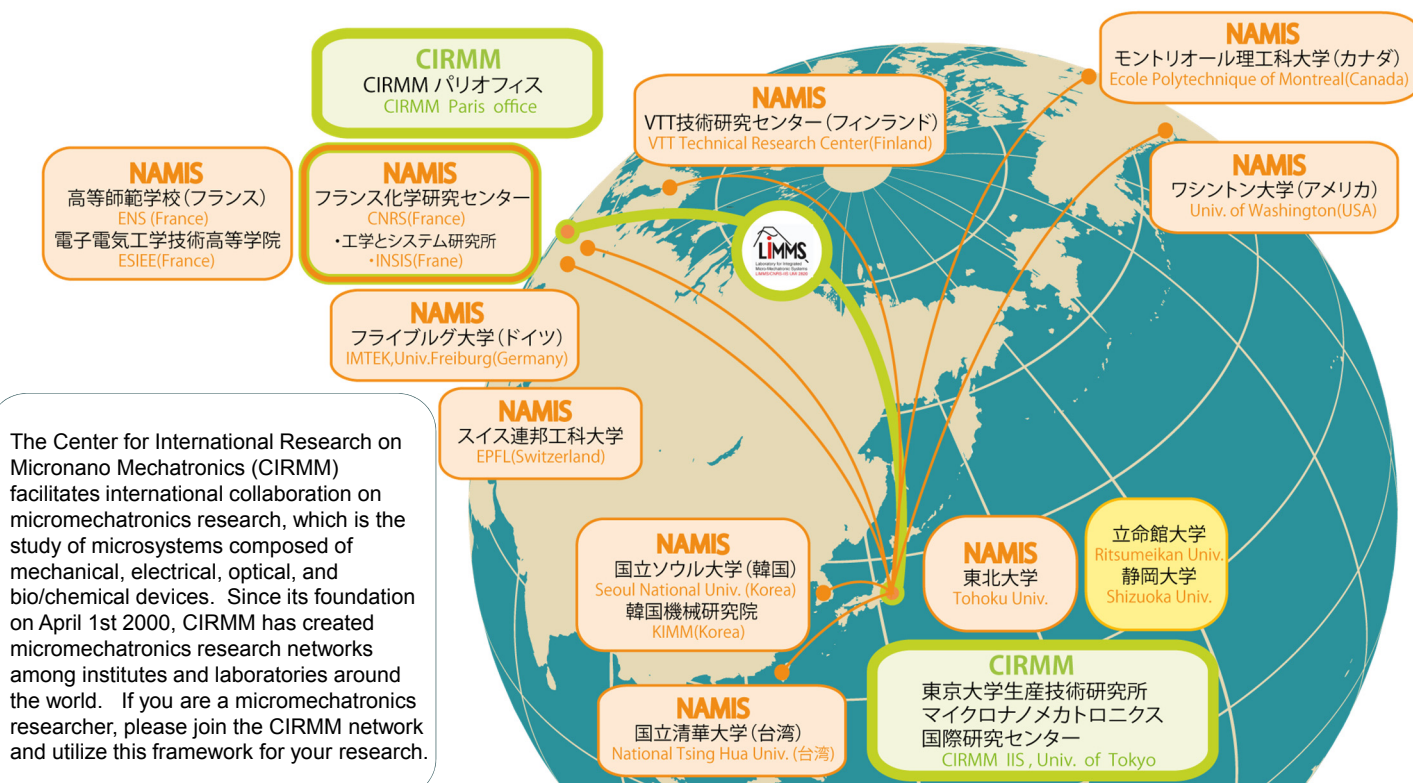 CIRMM
CIRMM パリオフィス
CIRMM Paris office
NAMIS
モントリオール理工科大学(カナダ)
Ecole Polytechnique of Montreal(Canada)
NAMIS
VTT技術研究センター(フィンランド)
VTT Technical Research Center(Finland)
NAMIS
高等師範学校(フランス)
ENS (France)
電子電気工学技術高等学院
ESIEE(France)
NAMIS
フランス化学研究センター
CNRS(France)
・工学とシステム研究所
・INSIS(Frane)
NAMIS
ワシントン大学(アメリカ)
Univ. of Washington(USA)
LiMMS
Laboratory for Integrated
Micro-Mechatronic Systems
NAMIS
フライブルグ大学(ドイツ)
IMTEK,Univ.Freiburg(Germany)
NAMIS
スイス連邦工科大学
EPFL(Switzerland)
The Center for International Research on
Micronano Mechatronics (CIRMM)
facilitates international collaboration on
micromechatronics research, which is the
study of microsystems composed of
mechanical, electrical, optical, and
bio/chemical devices.  Since its foundation
on April 1st 2000, CIRMM has created
micromechatronics research networks
among institutes and laboratories around
the world.   If you are a micromechatronics
researcher, please join the CIRMM network
and utilize this framework for your research.
NAMIS
国立ソウル大学(韓国)
Seoul National Univ. (Korea)
韓国機械研究院
KIMM(Korea)
NAMIS
東北大学
Tohoku Univ.
立命館大学
Ritsumeikan Univ.
静岡大学
Shizuoka Univ.
NAMIS
国立清華大学(台湾)
National Tsing Hua Univ. (台湾)
CIRMM
東京大学生産技術研究所
マイクロナノメカトロニクス
国際研究センター
CIRMM IIS , Univ. of Tokyo